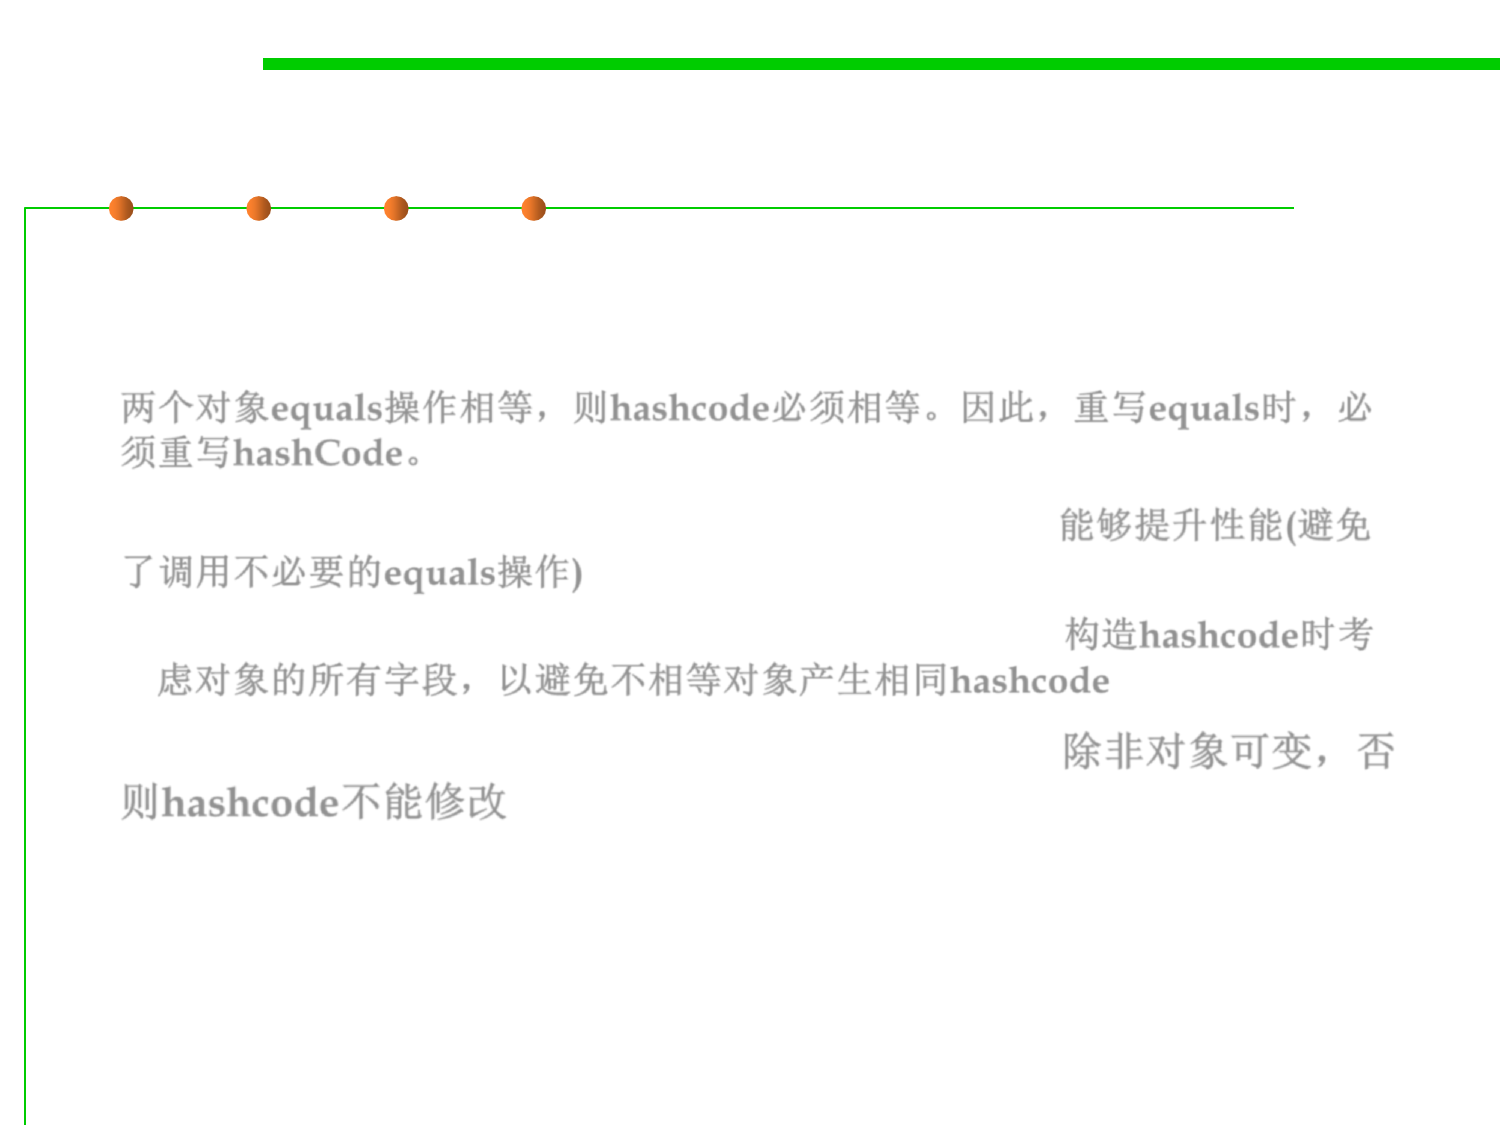 两个对象equals操作相等，则hashcode必须相等。因此，重写equals时，必
须重写hashCode。
能够提升性能(避免
了调用不必要的equals操作)
构造hashcode时考
虑对象的所有字段，以避免不相等对象产生相同hashcode
除非对象可变，否
则hashcode不能修改